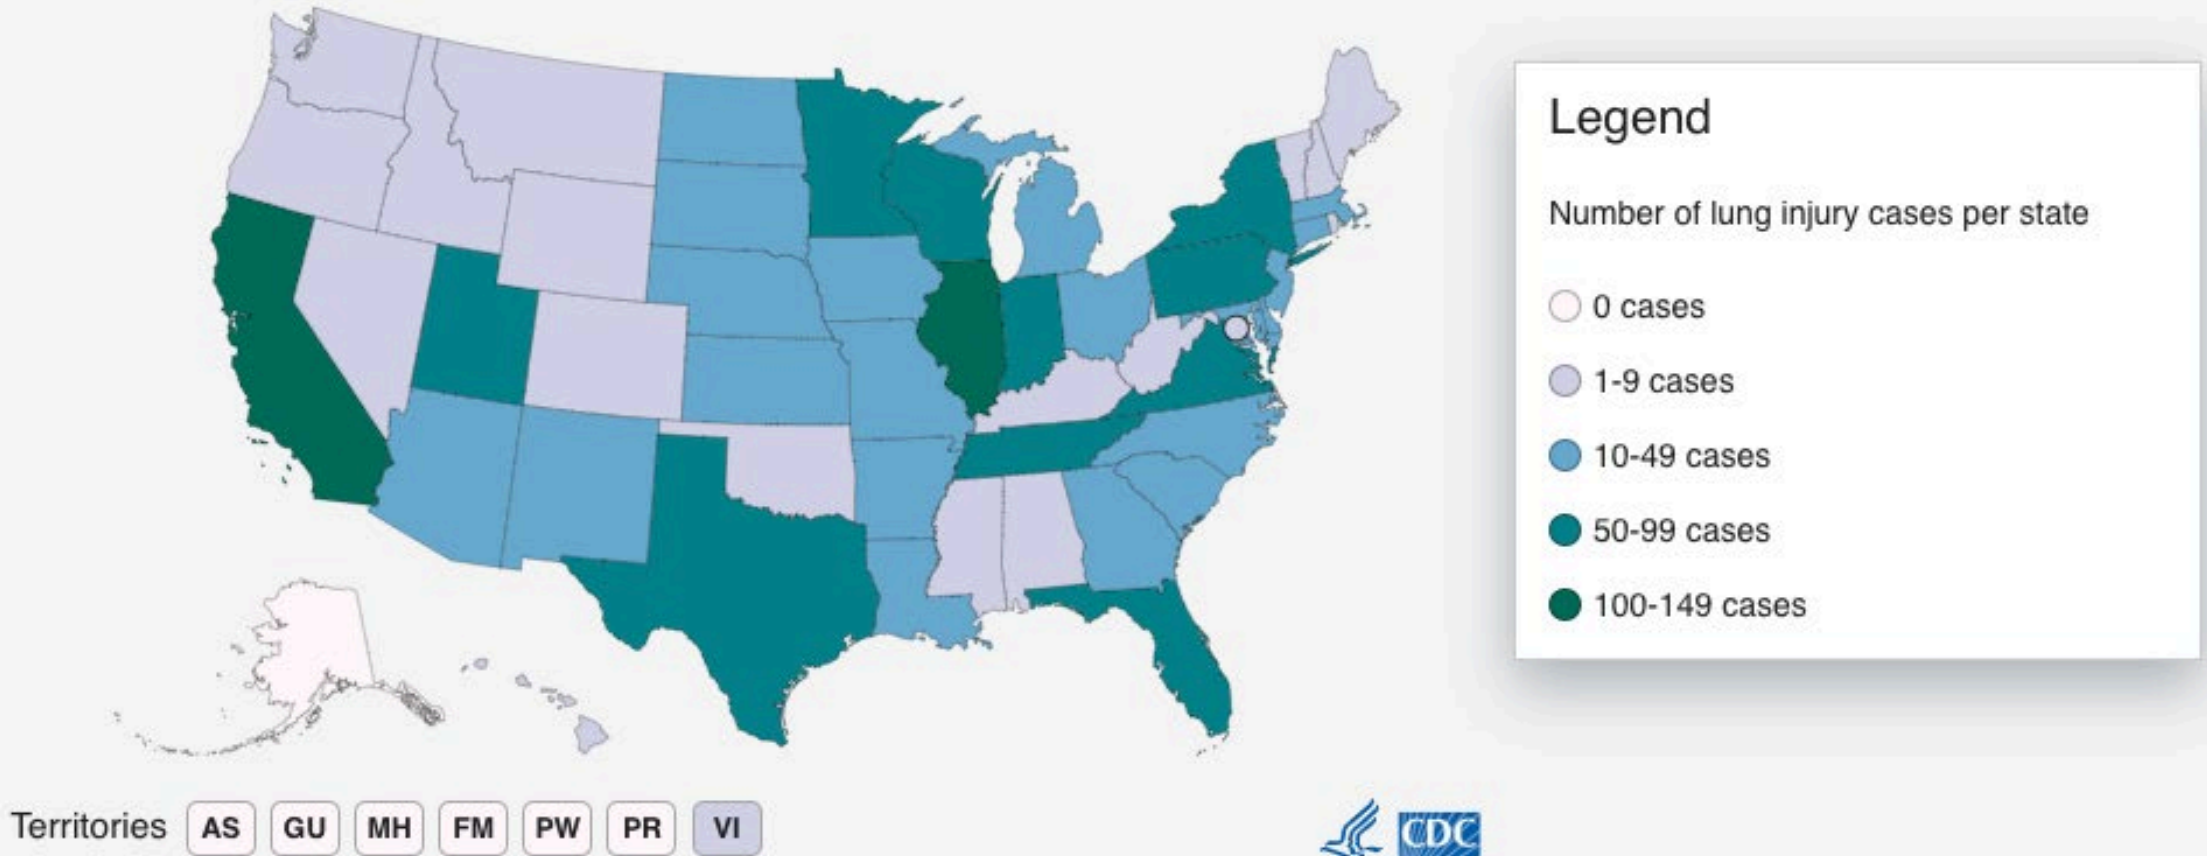 Legend
Number of lung injury cases per state
0 cases
1-9 cases
10-49 cases
50-99 cases
100-149 cases
Territories AS GU MH FM PW PR VI
CDC